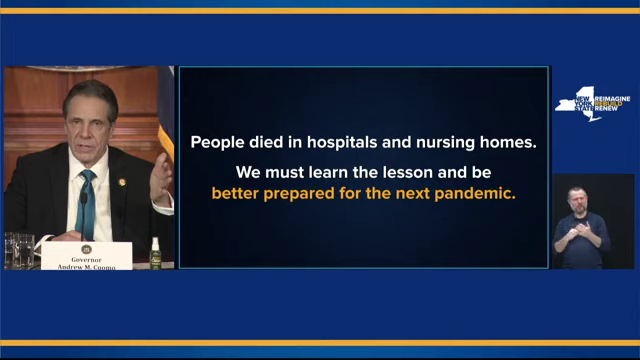 People died in hospitals and nursing homes.
We must learn the lesson and be
better prepared for the next pandemic.
NEW
YORK
STATE
REIMAGINE
REBUILD
RENEW
Governor
Andrew M. Cuomo